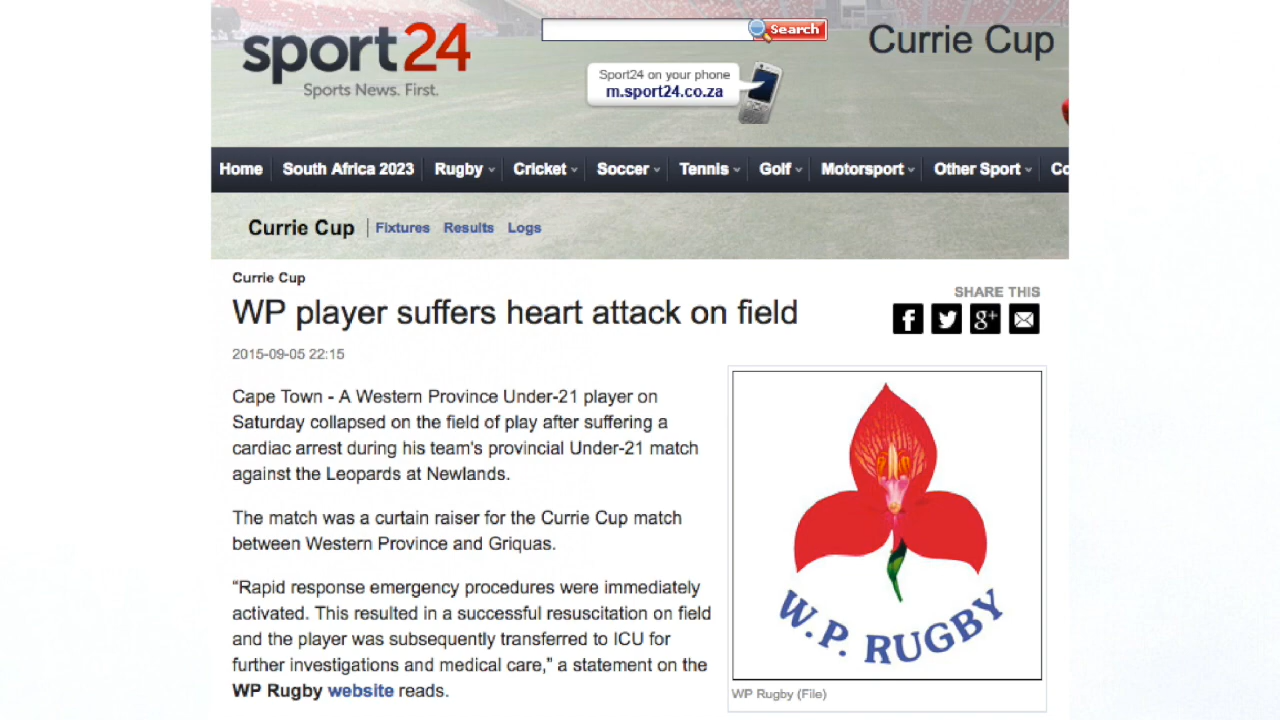 sport24
Sports News. First.
Search
Sport24 on your phone
m.sport24.co.za
Currie Cup
Home South Africa 2023 Rugby Cricket Soccer Tennis Golf Motorsport Other Sport Co
Currie Cup Fixtures Results Logs
Currie Cup
WP player suffers heart attack on field
SHARE THIS
2015-09-05 22:15
Cape Town - A Western Province Under-21 player on
Saturday collapsed on the field of play after suffering a
cardiac arrest during his team's provincial Under-21 match
against the Leopards at Newlands.
The match was a curtain raiser for the Currie Cup match
between Western Province and Griquas.
“Rapid response emergency procedures were immediately
activated. This resulted in a successful resuscitation on field
and the player was subsequently transferred to ICU for
further investigations and medical care,” a statement on the
WP Rugby website reads.
W.P. RUGBY
WP Rugby (File)